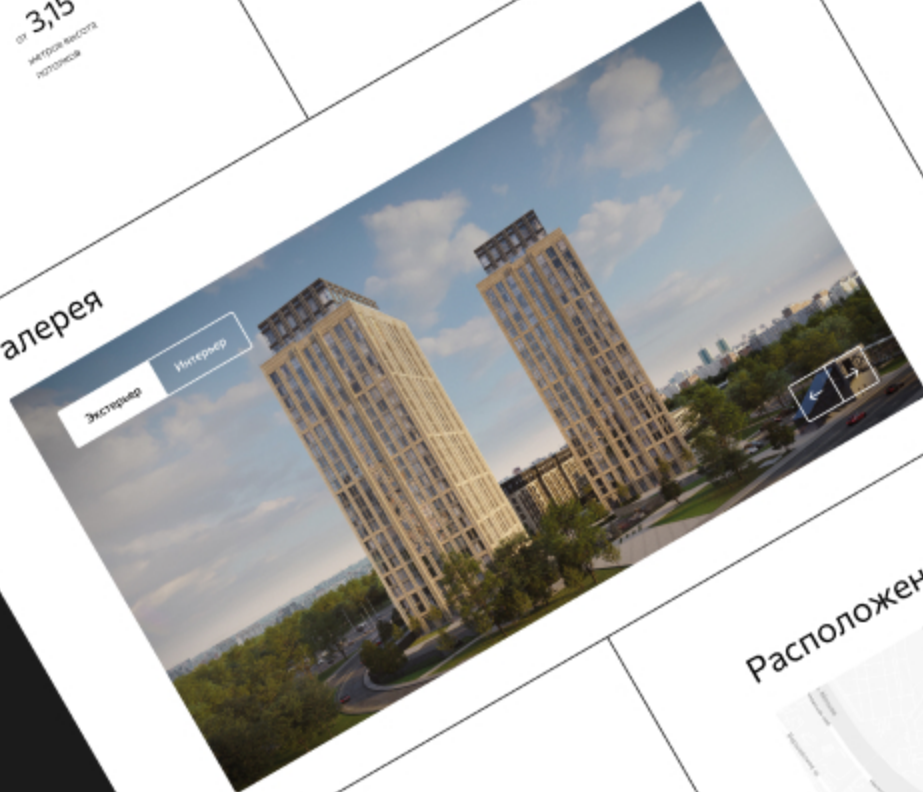 от 3,15
метров высота
потолков
алерея
Экстерьер
Интерьер
Расположен